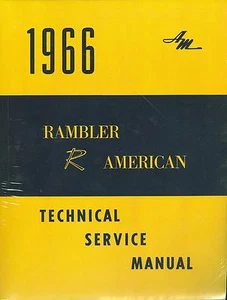 1966
AM
RAMBLER
R AMERICAN
TECHNICAL
SERVICE
MANUAL